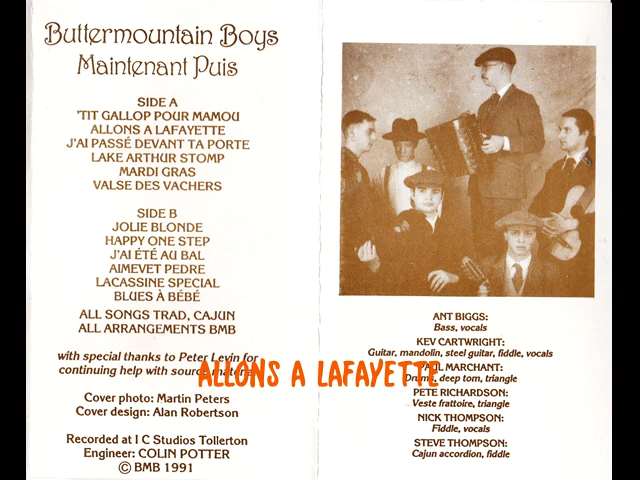 Buttermountain Boys
Maintenant Puis
SIDE A
'TIT GALLOP POUR MAMOU
ALLONS A LAFAYETTE
J'AI PASSÉ DEVANT TA PORTE
LAKE ARTHUR STOMP
MARDI GRAS
VALSE DES VACHERS
SIDE B
JOLIE BLONDE
HAPPY ONE STEP
J'AI ÉTÉ AU BAL
AIMEVET PEDRE
LACASSINE SPECIAL
BLUES À BÉBÉ
ALL SONGS TRAD, CAJUN
ALL ARRANGEMENTS BMB
with special thanks to Peter Levin for
continuing help with source
Cover photo: Martin Peters
Cover design: Alan Robertson
Recorded at I C Studios Tollerton
Engineer: COLIN POTTER
© BMB 1991
ANT BIGGS:
Bass, vocals
KEV CARTWRIGHT:
Guitar, mandolin, steel guitar, fiddle, vocals
PAUL MARCHANT:
Drums, deep tom, triangle
PETE RICHARDSON:
Veste frattoire, triangle
NICK THOMPSON:
Fiddle, vocals
STEVE THOMPSON:
Cajun accordion, fiddle
ALLONS A LAFAYETTE